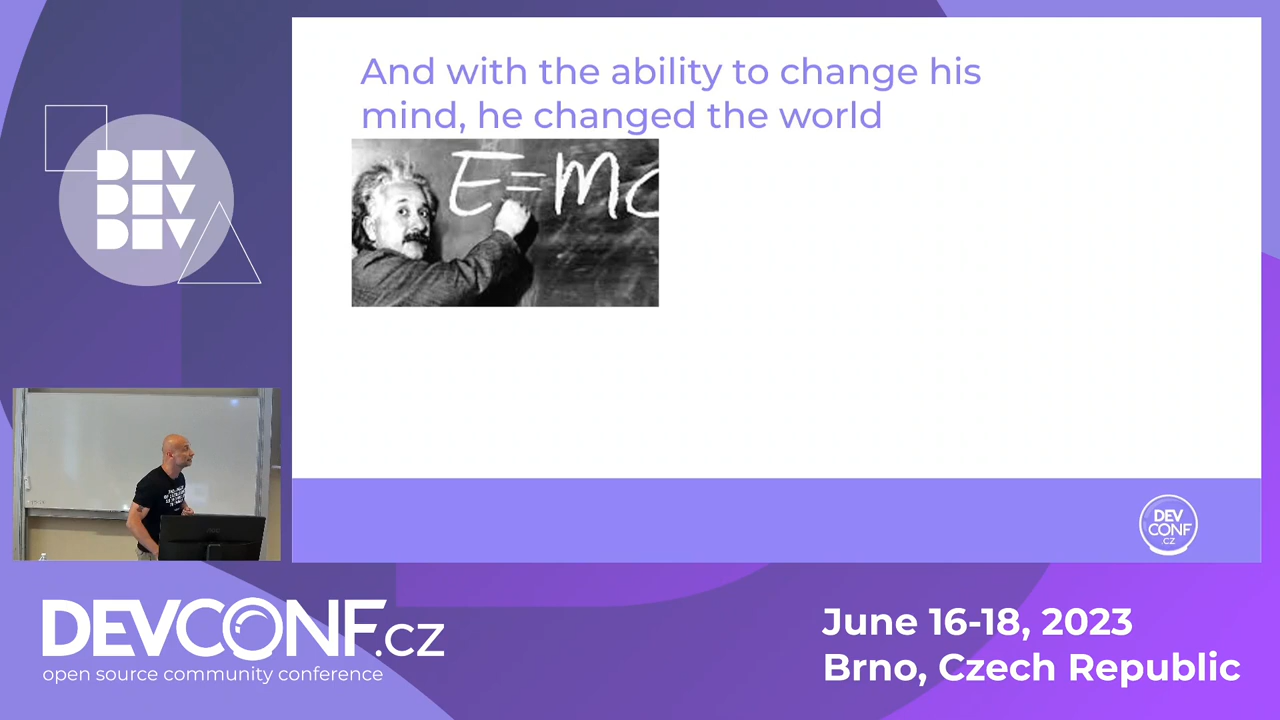 And with the ability to change his
mind, he changed the world
E=MC
DEV
DEV
DEV
DEV
CONF
CZ
DEVCONF.CZ
open source community conference
June 16-18, 2023
Brno, Czech Republic